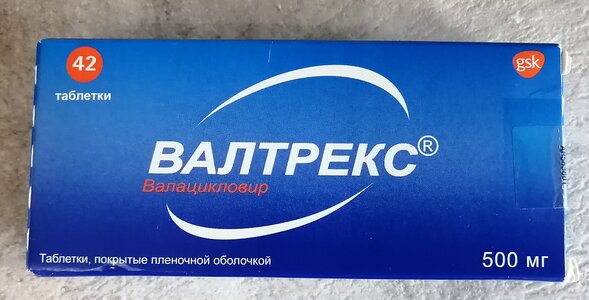 42
таблетки
gsk
ВАЛТРЕКС®
Валацикловир
Таблетки, покрытые пленочной оболочкой
500 мг